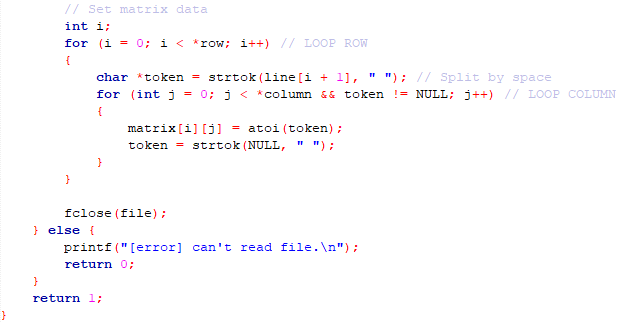 // Set matrix data
int i;
for (i = 0; i < *row; i++) // LOOP ROW
{
char *token = strtok(line[i + 1], " "); // Split by space
for (int j = 0; j < *column && token != NULL; j++) // LOOP COLUMN
{
matrix[i][j] = atoi(token);
token = strtok(NULL, " ");
}
}
fclose(file);
} else {
printf("[error] can't read file.\n");
return 0;
}
return 1;
}